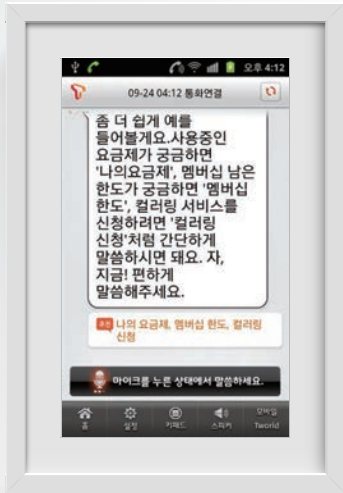 오후 4:12
09-24 04:12 통화연결
좀 더 쉽게 예를
들어볼게요.사용중인
요금제가 궁금하면
'나의요금제', 멤버십 남은
한도가 궁금하면 '멤버십
한도', 컬러링 서비스를
신청하려면 '컬러링
신청'처럼 간단하게
말씀하시면 돼요. 자,
지금! 편하게
말씀해주세요.
추천 나의 요금제, 멤버십 한도, 컬러링
신청
마이크를 누른 상태에서 말씀하세요.
홈 설정 키패드 스피커 모바일
Tworld